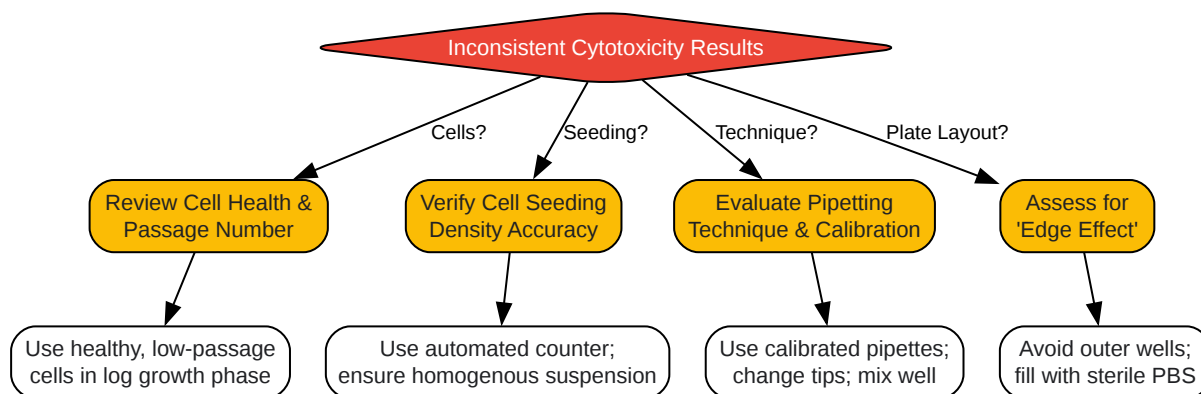 Inconsistent Cytotoxicity Results
Cells?
Seeding?
Technique?
Plate Layout?
Review Cell Health &
Passage Number
Verify Cell Seeding
Density Accuracy
Evaluate Pipetting
Technique & Calibration
Assess for
'Edge Effect'
Use healthy, low-passage
cells in log growth phase
Use automated counter;
ensure homogenous suspension
Use calibrated pipettes;
change tips; mix well
Avoid outer wells;
fill with sterile PBS